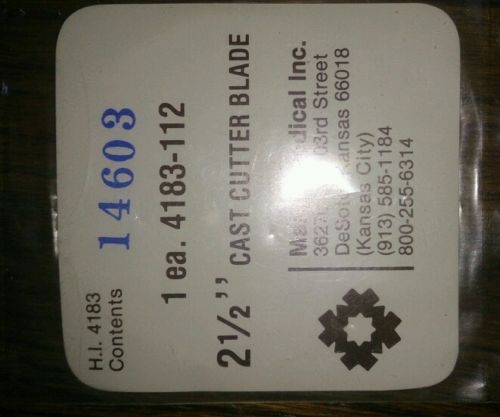 H.I. 4183
Contents 14603
1 ea. 4183-112
2½" CAST CUTTER BLADE
Inc.
Street
66018
(Kansas City)
(913) 585-1184
800-255-6314